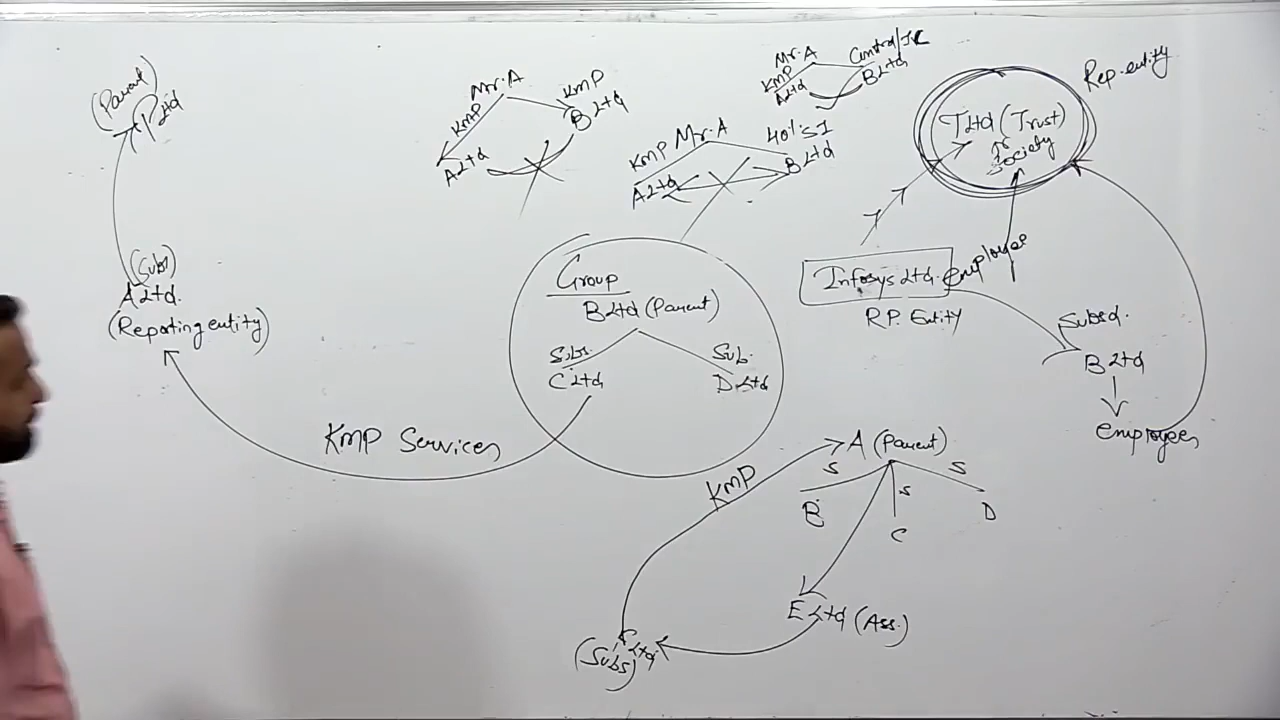 (Parent)
P Ltd
(Subs)
A Ltd.
(Reporting entity)
KMP Services
Mr. A
KMP
KMP
B Ltd
A Ltd
KMP Mr. A
40% SI
A Ltd
B Ltd
Mr. A
Control/JC
KMP
A Ltd
B Ltd
Group
B Ltd (Parent)
Subs.
C Ltd
Sub.
D Ltd
Rep. entity
T Ltd (Trust)
Society
Infosys Ltd.
employee
R.P. Entity
Subsd.
B Ltd
employees
A (Parent)
S
S
S
B
C
D
KMP
E Ltd (Ass.)
Ltd
(Subs)